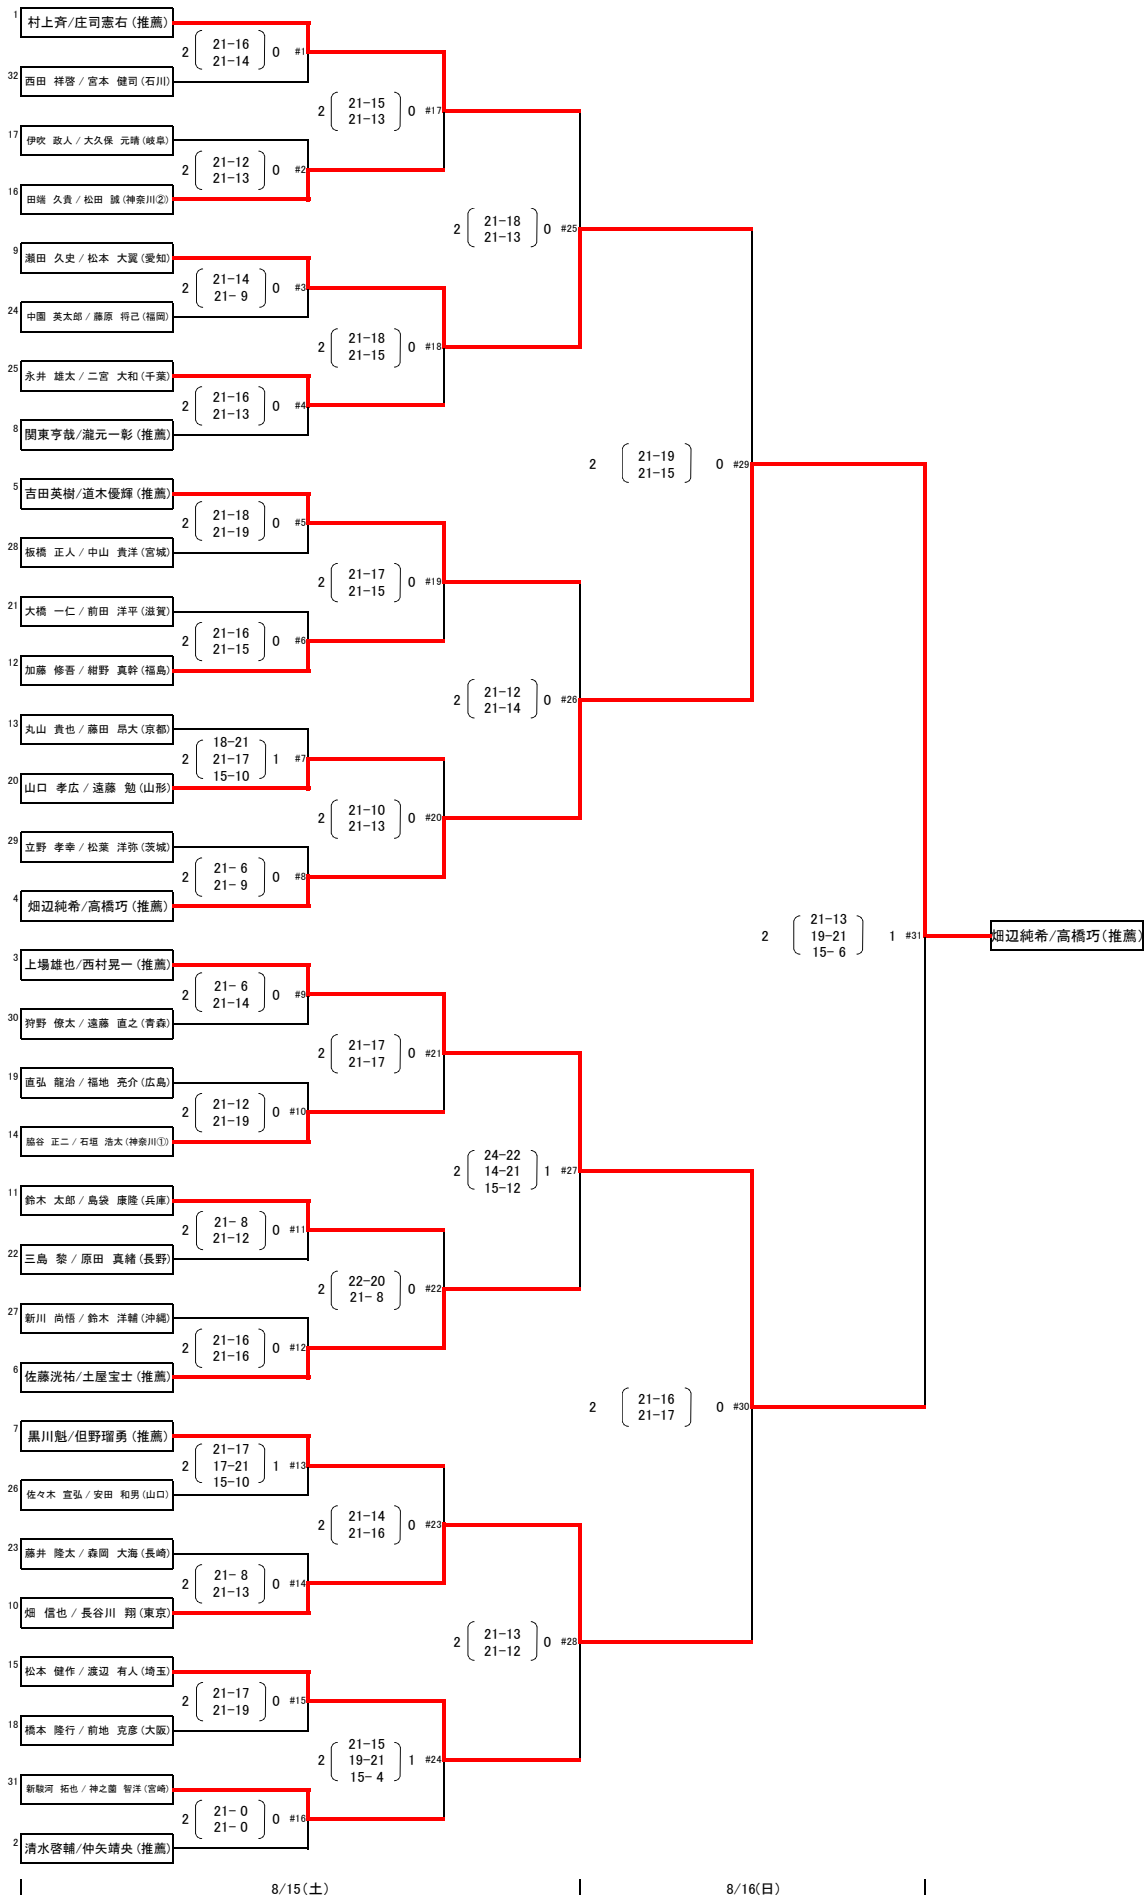 1 村上斉/庄司憲右(推薦)
2 21-16 21-14 0 #1
32 西田 祥啓 / 宮本 健司(石川)
2 21-15 21-13 0 #17
17 伊吹 政人 / 大久保 元晴(岐阜)
2 21-12 21-13 0 #2
16 田端 久貴 / 松田 誠(神奈川②)
2 21-18 21-13 0 #25
9 瀬田 久史 / 松本 大翼(愛知)
2 21-14 21- 9 0 #3
24 中園 英太郎 / 藤原 将己(福岡)
2 21-18 21-15 0 #18
25 永井 雄太 / 二宮 大和(千葉)
2 21-16 21-13 0 #4
8 関東亨哉/瀧元一彰(推薦)
2 21-19 21-15 0 #29
5 吉田英樹/道木優輝(推薦)
2 21-18 21-19 0 #5
28 板橋 正人 / 中山 貴洋(宮城)
2 21-17 21-15 0 #19
21 大橋 一仁 / 前田 洋平(滋賀)
2 21-16 21-15 0 #6
12 加藤 修吾 / 紺野 真幹(福島)
2 21-12 21-14 0 #26
13 丸山 貴也 / 藤田 昂大(京都)
2 18-21 21-17 15-10 1 #7
20 山口 孝広 / 遠藤 勉(山形)
2 21-10 21-13 0 #20
29 立野 孝幸 / 松葉 洋弥(茨城)
2 21- 6 21- 9 0 #8
4 畑辺純希/高橋巧(推薦)
2 21-13 19-21 15- 6 1 #31
畑辺純希/高橋巧(推薦)
3 上場雄也/西村晃一(推薦)
2 21- 6 21-14 0 #9
30 狩野 僚太 / 遠藤 直之(青森)
2 21-17 21-17 0 #21
19 直弘 龍治 / 福地 亮介(広島)
2 21-12 21-19 0 #10
14 脇谷 正二 / 石垣 浩太(神奈川①)
2 24-22 14-21 15-12 1 #27
11 鈴木 太郎 / 島袋 康隆(兵庫)
2 21- 8 21-12 0 #11
22 三島 黎 / 原田 真緒(長野)
2 22-20 21- 8 0 #22
27 新川 尚悟 / 鈴木 洋輔(沖縄)
2 21-16 21-16 0 #12
6 佐藤洸祐/土屋宝士(推薦)
2 21-16 21-17 0 #30
7 黒川魁/但野瑠勇(推薦)
2 21-17 17-21 15-10 1 #13
26 佐々木 宣弘 / 安田 和男(山口)
2 21-14 21-16 0 #23
23 藤井 隆太 / 森岡 大海(長崎)
2 21- 8 21-13 0 #14
10 畑 信也 / 長谷川 翔(東京)
2 21-13 21-12 0 #28
15 松本 健作 / 渡辺 有人(埼玉)
2 21-17 21-19 0 #15
18 橋本 隆行 / 前地 克彦(大阪)
2 21-15 19-21 15- 4 1 #24
31 新駿河 拓也 / 神之薗 智洋(宮崎)
2 21- 0 21- 0 0 #16
2 清水啓輔/仲矢靖央(推薦)
8/15(土) 8/16(日)